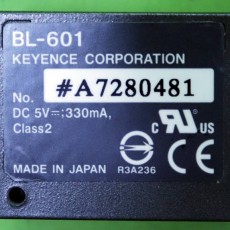 BL-601
KEYENCE CORPORATION
No. #A7280481
DC 5V⎓:330mA,
Class2
C US
MADE IN JAPAN
R3A236
CE